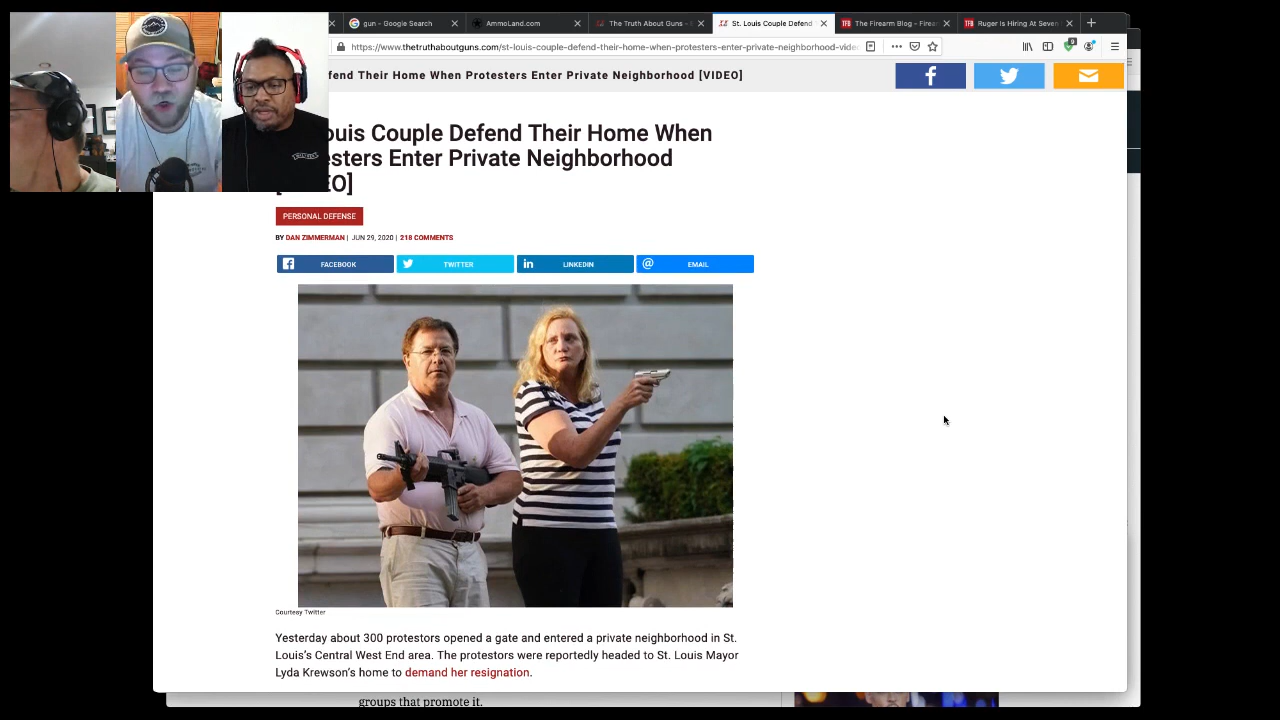 gun - Google Search
AmmoLand.com
The Truth About Guns -
St. Louis Couple Defend
The Firearm Blog - Firea
Ruger Is Hiring At Seven
https://www.thetruthaboutguns.com/st-louis-couple-defend-their-home-when-protesters-enter-private-neighborhood-vide
fend Their Home When Protesters Enter Private Neighborhood [VIDEO]
ouis Couple Defend Their Home When
esters Enter Private Neighborhood
EO]
PERSONAL DEFENSE
BY DAN ZIMMERMAN | JUN 29, 2020 | 218 COMMENTS
FACEBOOK
TWITTER
LINKEDIN
EMAIL
Courtesy Twitter
Yesterday about 300 protestors opened a gate and entered a private neighborhood in St.
Louis's Central West End area. The protestors were reportedly headed to St. Louis Mayor
Lyda Krewson's home to demand her resignation.
groups that promote it.